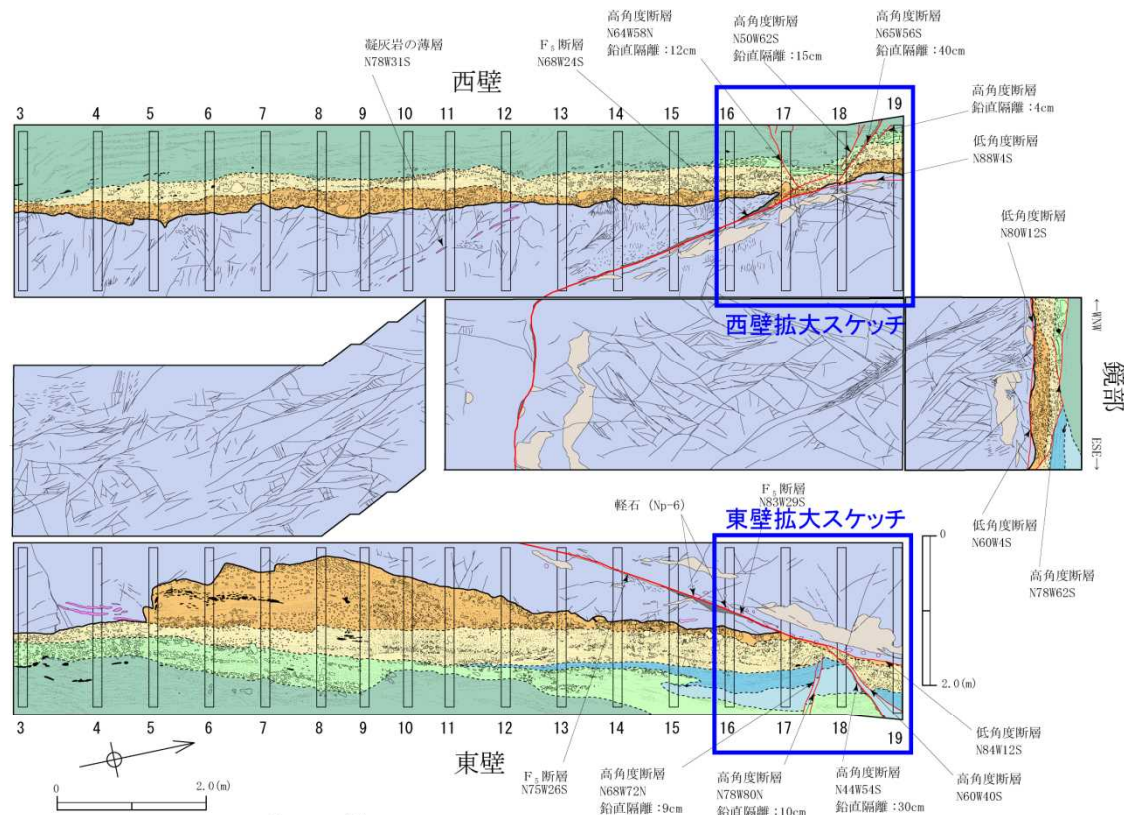 高角度断層
N64W58N
鉛直隔離：12cm
高角度断層
N50W62S
鉛直隔離：15cm
高角度断層
N65W56S
鉛直隔離：40cm
凝灰岩の薄層
N78W31S
F₅断層
N68W24S
西壁
高角度断層
鉛直隔離：4cm
低角度断層
N88W4S
3 4 5 6 7 8 9 10 11 12 13 14 15 16 17 18 19
低角度断層
N80W12S
西壁拡大スケッチ
←WNW
鏡部
ESE→
F₅断層
N83W29S
軽石 (Np-6)
東壁拡大スケッチ
低角度断層
N60W4S
高角度断層
N78W62S
0
2.0(m)
3 4 5 6 7 8 9 10 11 12 13 14 15 16 17 18 19
東壁
低角度断層
N84W12S
F₅断層
N75W26S
高角度断層
N68W72N
鉛直隔離：9cm
高角度断層
N78W80N
鉛直隔離：10cm
高角度断層
N44W54S
鉛直隔離：30cm
高角度断層
N60W40S
0 2.0(m)